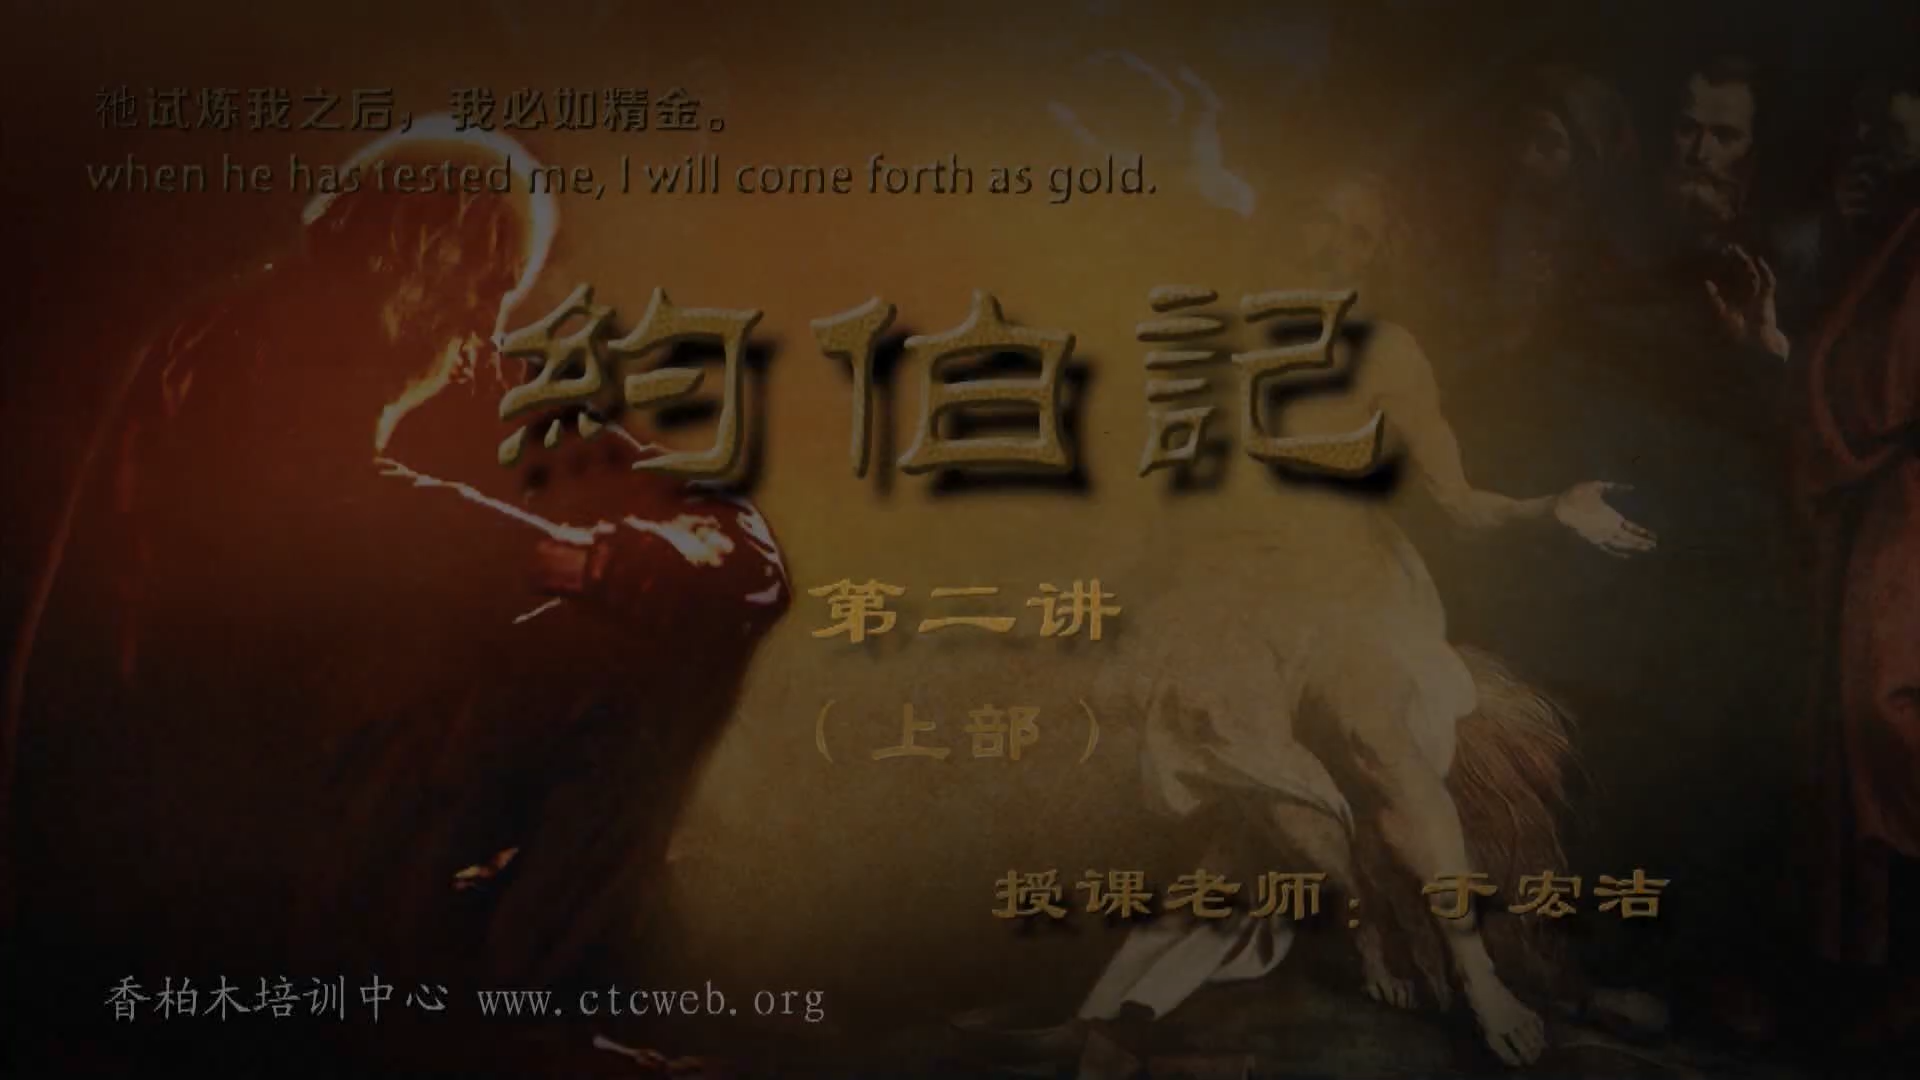 祂试炼我之后，我必如精金。
when he has tested me, I will come forth as gold.
約伯記
第二讲
（上部）
授课老师：于宏洁
香柏木培训中心 www.ctcweb.org